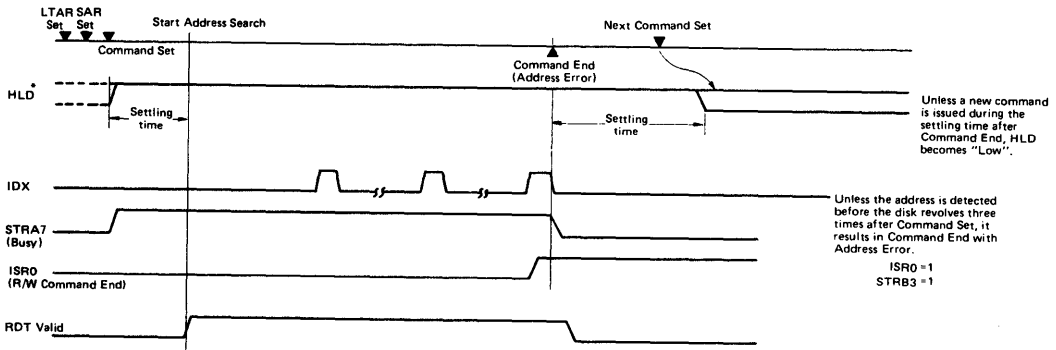 LTAR SAR
Set Set
Start Address Search
Next Command Set
Command Set
Command End
(Address Error)
HLD*
Settling
time
Settling
time
Unless a new command
is issued during the
settling time after
Command End, HLD
becomes "Low".
IDX
Unless the address is detected
before the disk revolves three
times after Command Set, it
results in Command End with
Address Error.
ISR0 =1
STRB3 =1
STRA7
(Busy)
ISR0
(R/W Command End)
RDT Valid